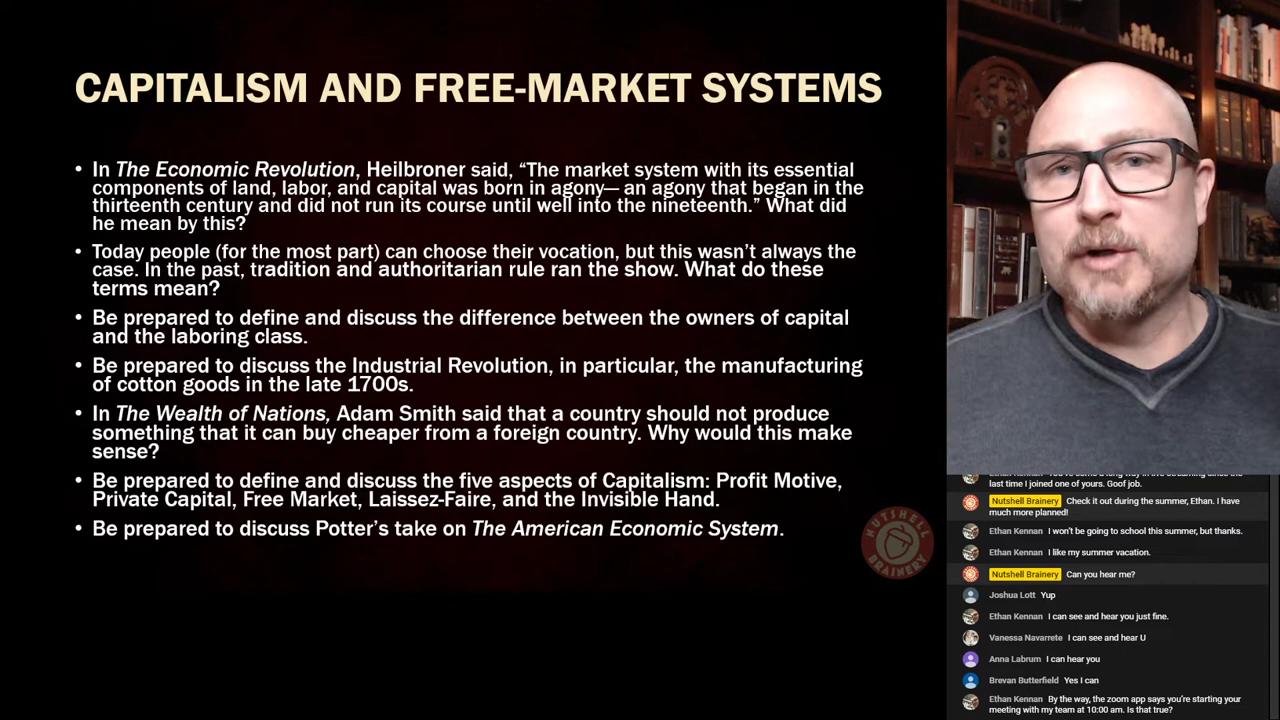 CAPITALISM AND FREE-MARKET SYSTEMS
• In The Economic Revolution, Heilbroner said, “The market system with its essential
components of land, labor, and capital was born in agony— an agony that began in the
thirteenth century and did not run its course until well into the nineteenth.” What did
he mean by this?
• Today people (for the most part) can choose their vocation, but this wasn’t always the
case. In the past, tradition and authoritarian rule ran the show. What do these
terms mean?
• Be prepared to define and discuss the difference between the owners of capital
and the laboring class.
• Be prepared to discuss the Industrial Revolution, in particular, the manufacturing
of cotton goods in the late 1700s.
• In The Wealth of Nations, Adam Smith said that a country should not produce
something that it can buy cheaper from a foreign country. Why would this make
sense?
• Be prepared to define and discuss the five aspects of Capitalism: Profit Motive,
Private Capital, Free Market, Laissez-Faire, and the Invisible Hand.
• Be prepared to discuss Potter’s take on The American Economic System.
NUTSHELL
BRAINERY
last time I joined one of yours. Goof job.
Nutshell Brainery Check it out during the summer, Ethan. I have
much more planned!
Ethan Kennan I won’t be going to school this summer, but thanks.
Ethan Kennan I like my summer vacation.
Nutshell Brainery Can you hear me?
Joshua Lott Yup
Ethan Kennan I can see and hear you just fine.
Vanessa Navarrete I can see and hear U
Anna Labrum I can hear you
Brevan Butterfield Yes I can
Ethan Kennan By the way, the zoom app says you’re starting your
meeting with my team at 10:00 am. Is that true?